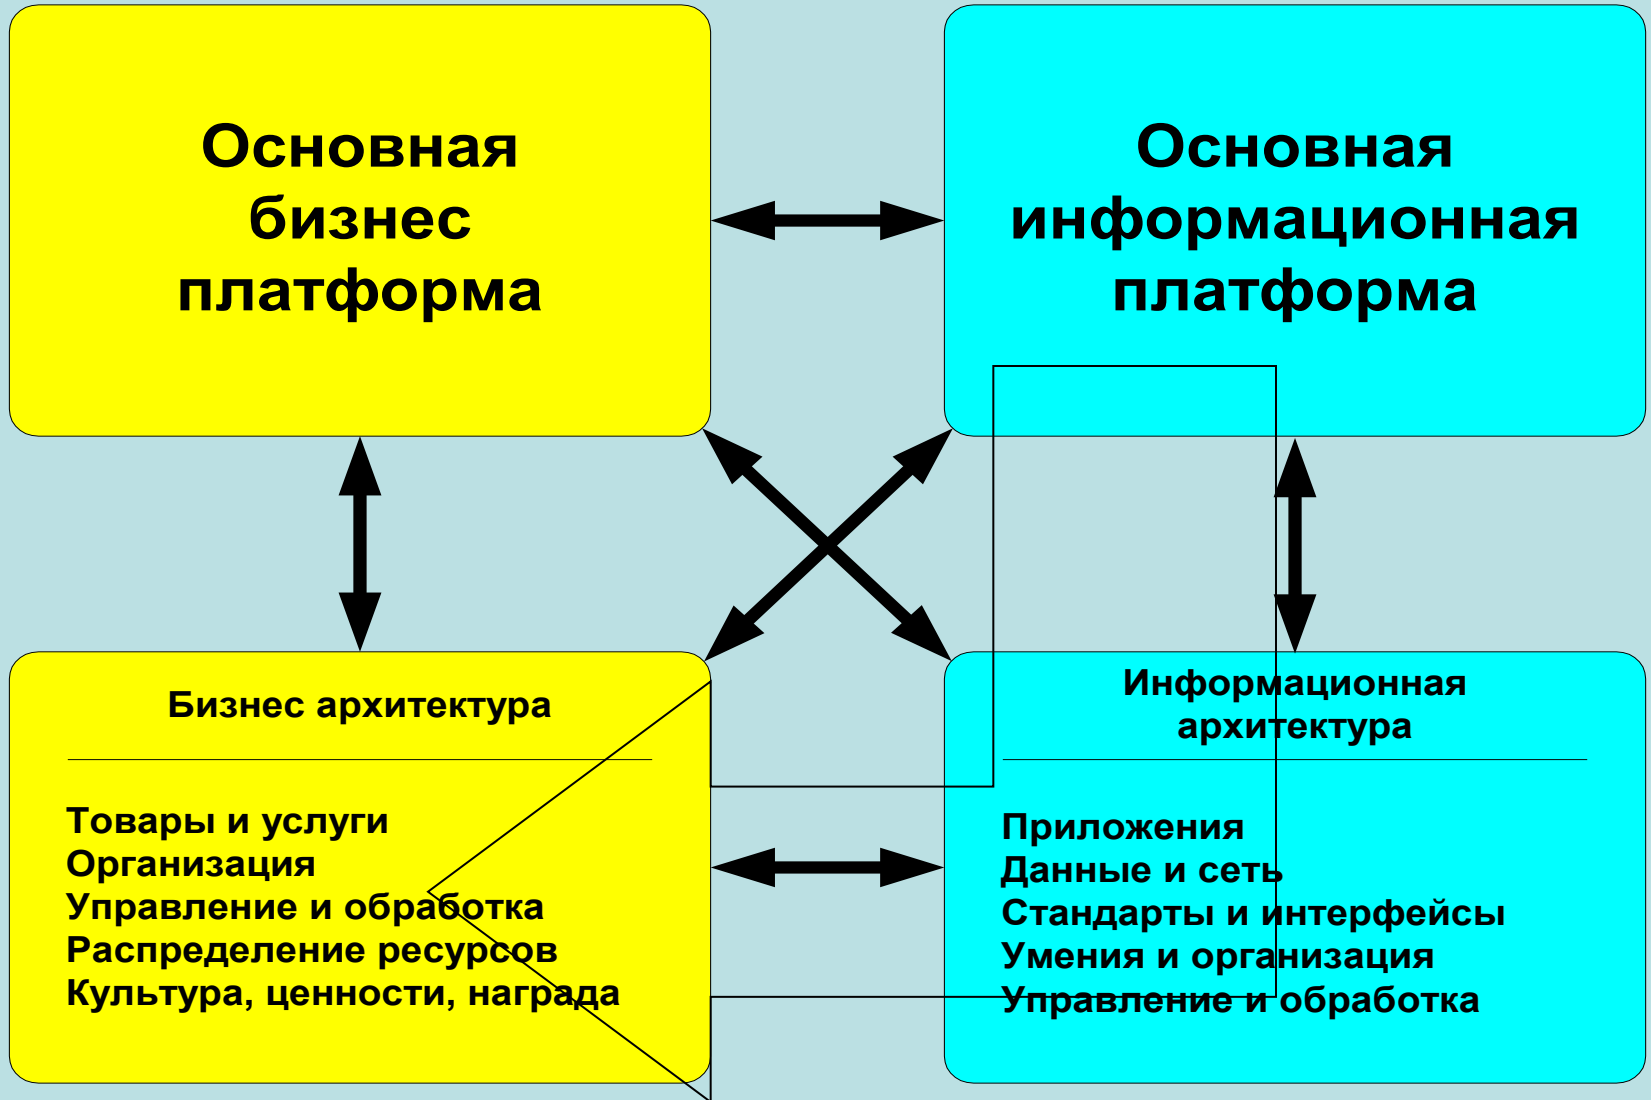 Основная
бизнес
платформа
Основная
информационная
платформа
Бизнес архитектура
Товары и услуги
Организация
Управление и обработка
Распределение ресурсов
Культура, ценности, награда
Информационная
архитектура
Приложения
Данные и сеть
Стандарты и интерфейсы
Умения и организация
Управление и обработка